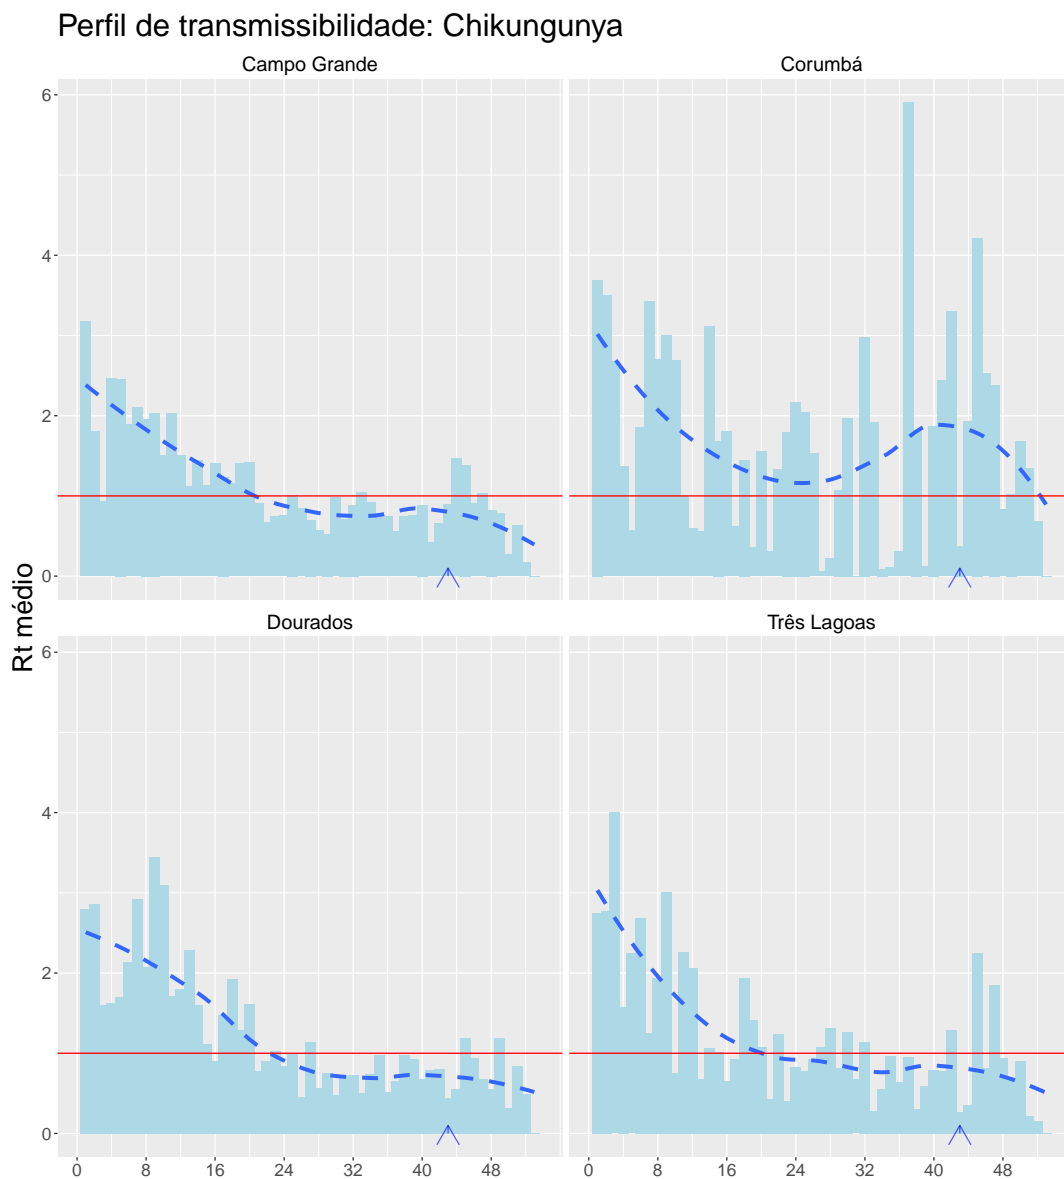 Perfil de transmissibilidade: Chikungunya
Campo Grande
Corumbá
6
4
2
0
Rt médio
Dourados
Três Lagoas
6
4
2
0
0 8 16 24 32 40 48
0 8 16 24 32 40 48